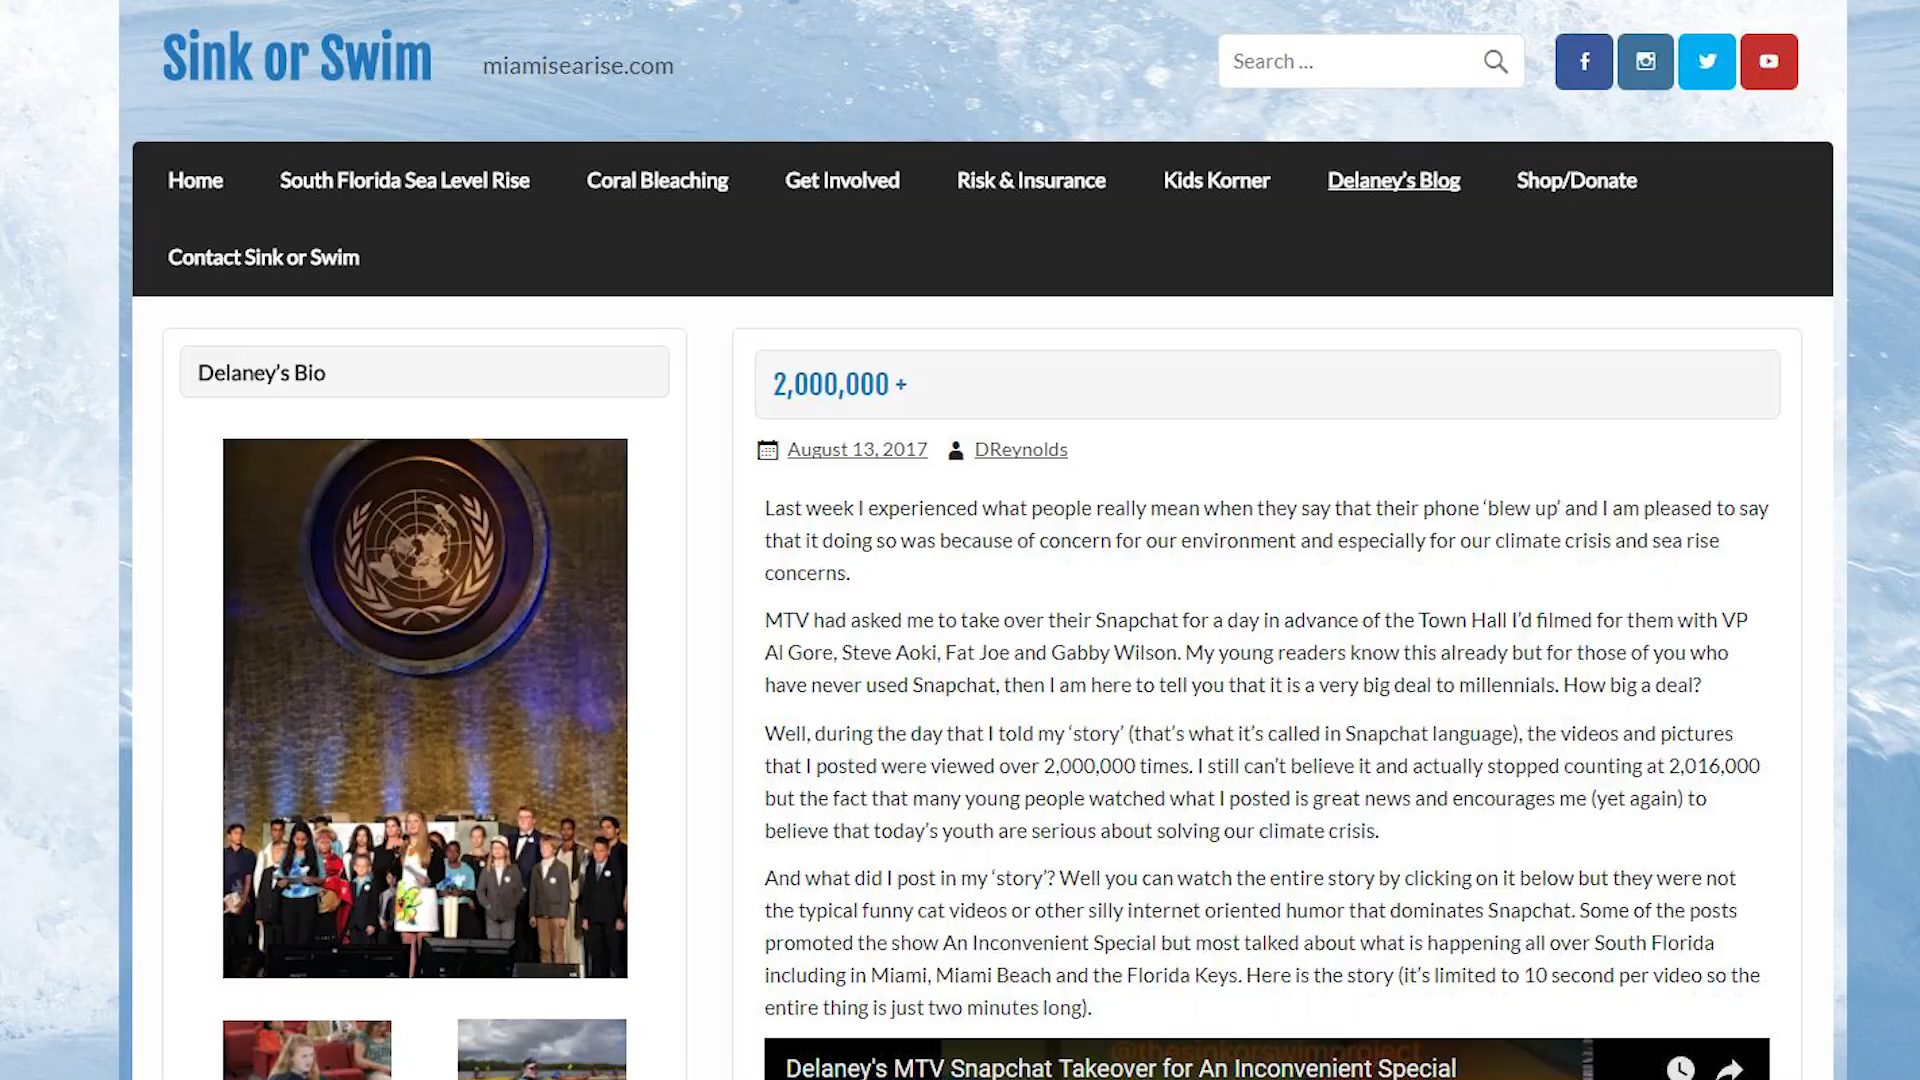 Sink or Swim
miamisearise.com
Search ...
Home South Florida Sea Level Rise Coral Bleaching Get Involved Risk & Insurance Kids Korner Delaney’s Blog Shop/Donate
Contact Sink or Swim
Delaney’s Bio
2,000,000 +
August 13, 2017 DReynolds
Last week I experienced what people really mean when they say that their phone ‘blew up’ and I am pleased to say
that it doing so was because of concern for our environment and especially for our climate crisis and sea rise
concerns.
MTV had asked me to take over their Snapchat for a day in advance of the Town Hall I’d filmed for them with VP
Al Gore, Steve Aoki, Fat Joe and Gabby Wilson. My young readers know this already but for those of you who
have never used Snapchat, then I am here to tell you that it is a very big deal to millennials. How big a deal?
Well, during the day that I told my ‘story’ (that’s what it’s called in Snapchat language), the videos and pictures
that I posted were viewed over 2,000,000 times. I still can’t believe it and actually stopped counting at 2,016,000
but the fact that many young people watched what I posted is great news and encourages me (yet again) to
believe that today’s youth are serious about solving our climate crisis.
And what did I post in my ‘story’? Well you can watch the entire story by clicking on it below but they were not
the typical funny cat videos or other silly internet oriented humor that dominates Snapchat. Some of the posts
promoted the show An Inconvenient Special but most talked about what is happening all over South Florida
including in Miami, Miami Beach and the Florida Keys. Here is the story (it’s limited to 10 second per video so the
entire thing is just two minutes long).
@thesinkorswimproject
Delaney's MTV Snapchat Takeover for An Inconvenient Special